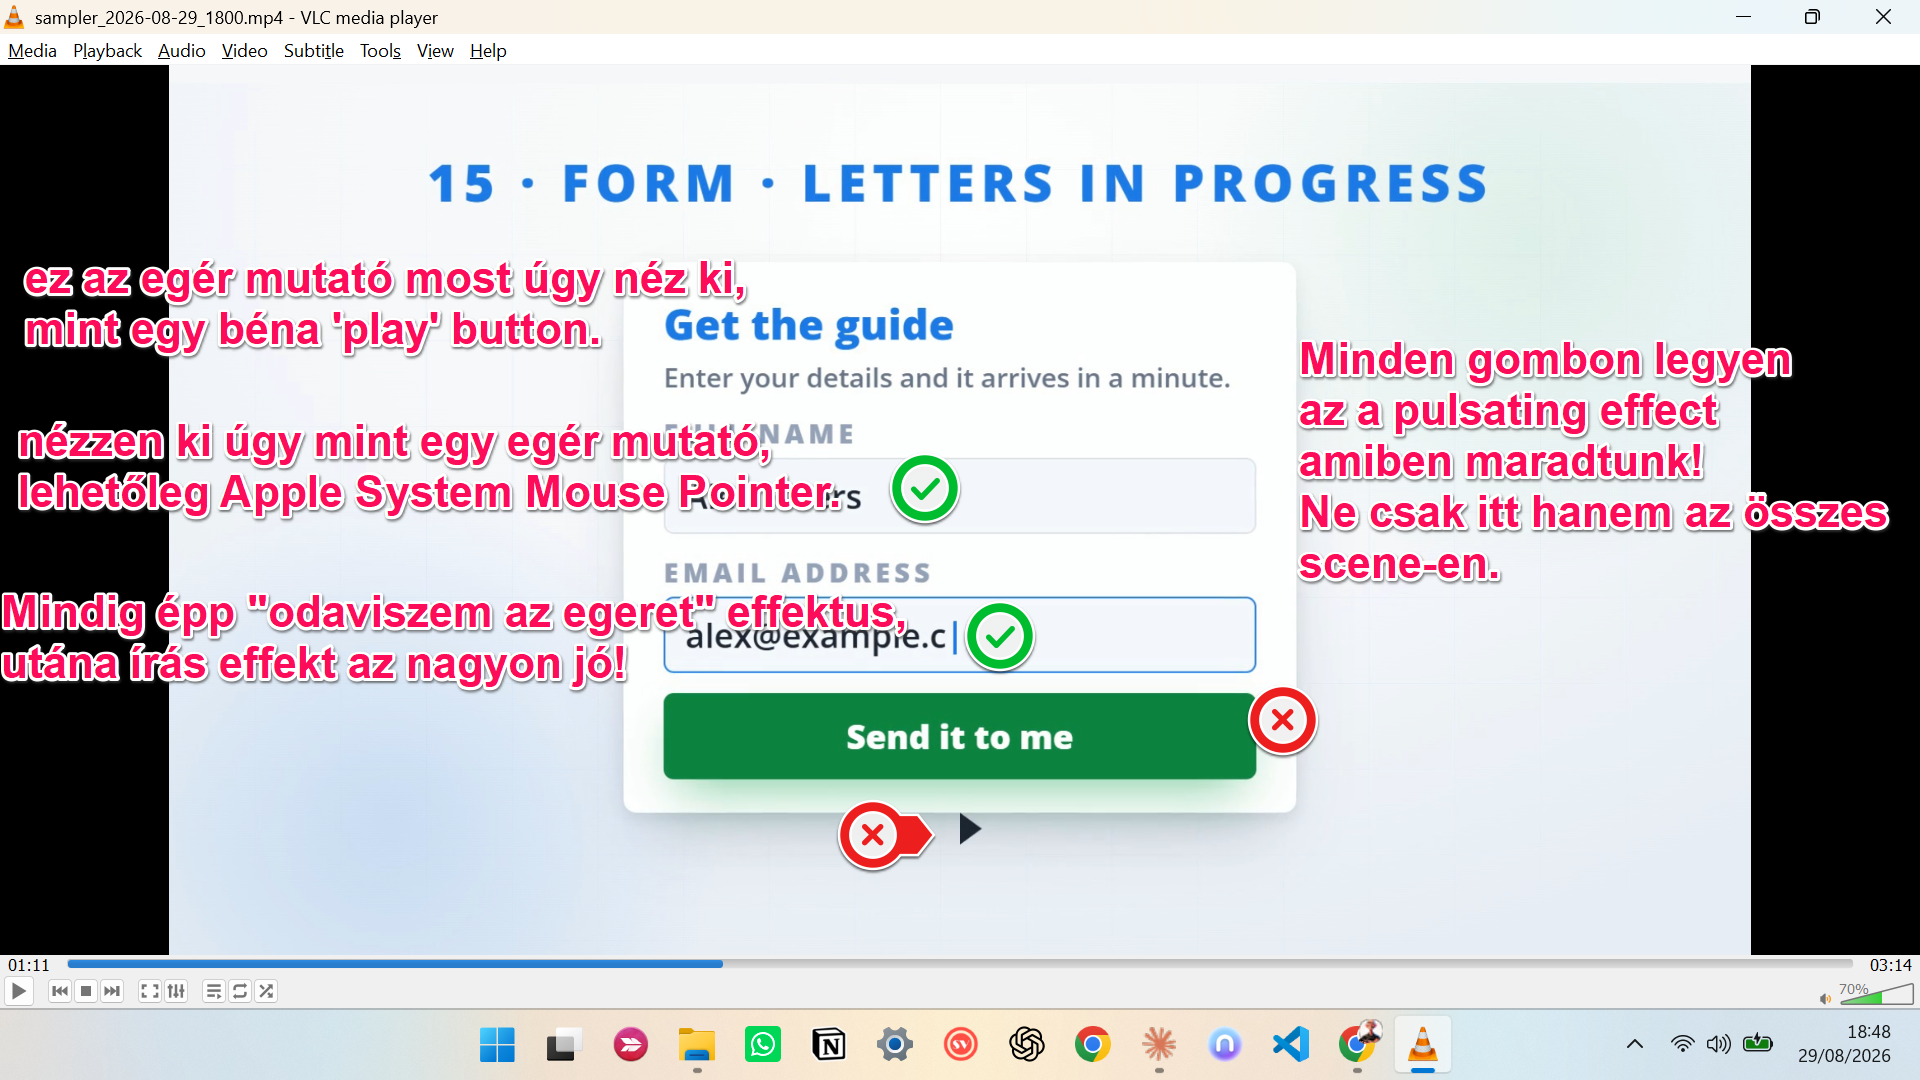 sampler_2026-08-29_1800.mp4 - VLC media player
Media Playback Audio Video Subtitle Tools View Help
15 · FORM · LETTERS IN PROGRESS
ez az egér mutató most úgy néz ki,
mint egy béna 'play' button.
Get the guide
Enter your details and it arrives in a minute.
Minden gombon legyen
az a pulsating effect
amiben maradtunk!
Ne csak itt hanem az összes
scene-en.
NAME
nézzen ki úgy mint egy egér mutató,
lehetőleg Apple System Mouse Pointer.
EMAIL ADDRESS
Mindig épp "odaviszem az egeret" effektus,
utána írás effekt az nagyon jó!
alex@example.c
Send it to me
01:11
03:14
70%
18:48
29/08/2026